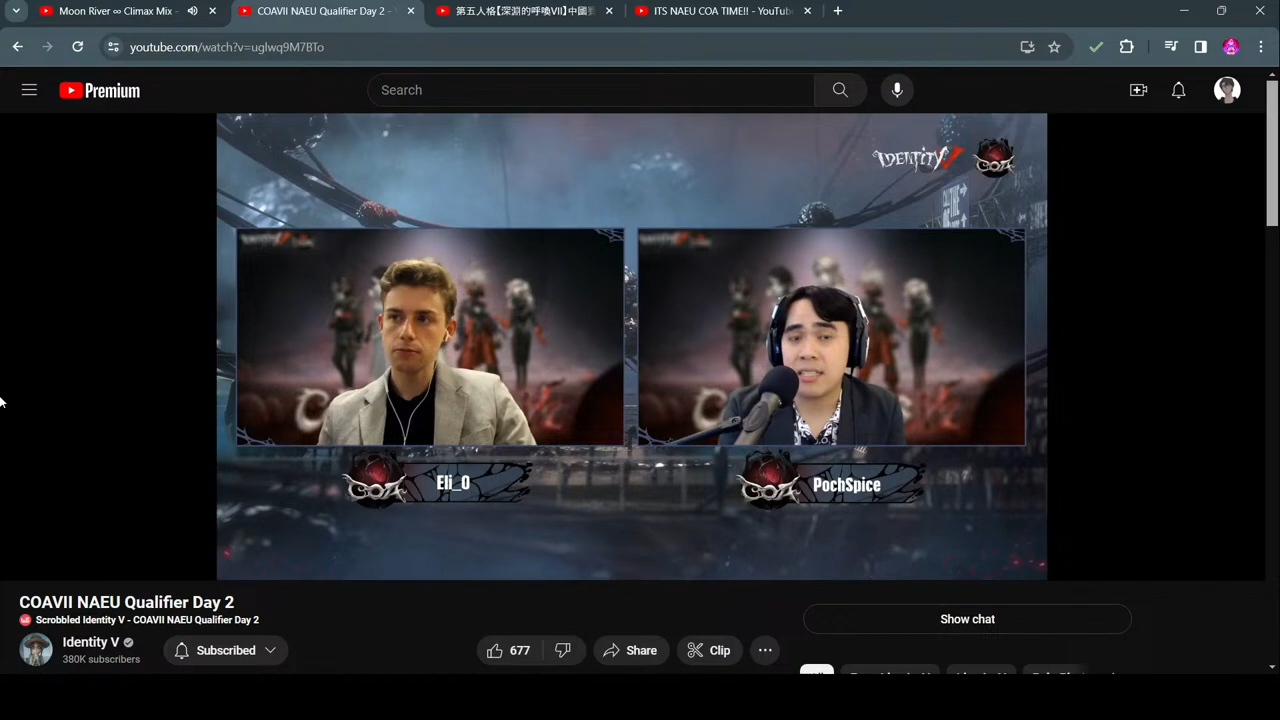 Moon River ∞ Climax Mix -
COAVII NAEU Qualifier Day 2 -
第五人格【深淵的呼喚VII】中國
ITS NAEU COA TIME!! - YouTub
youtube.com/watch?v=uglwq9M7BTo
Premium
Search
IDENTITY V
COA
Eli_O
COA
PochSpice
COA
COAVII NAEU Qualifier Day 2
Scrobbled Identity V - COAVII NAEU Qualifier Day 2
Show chat
Identity V
380K subscribers
Subscribed
677
Share
Clip